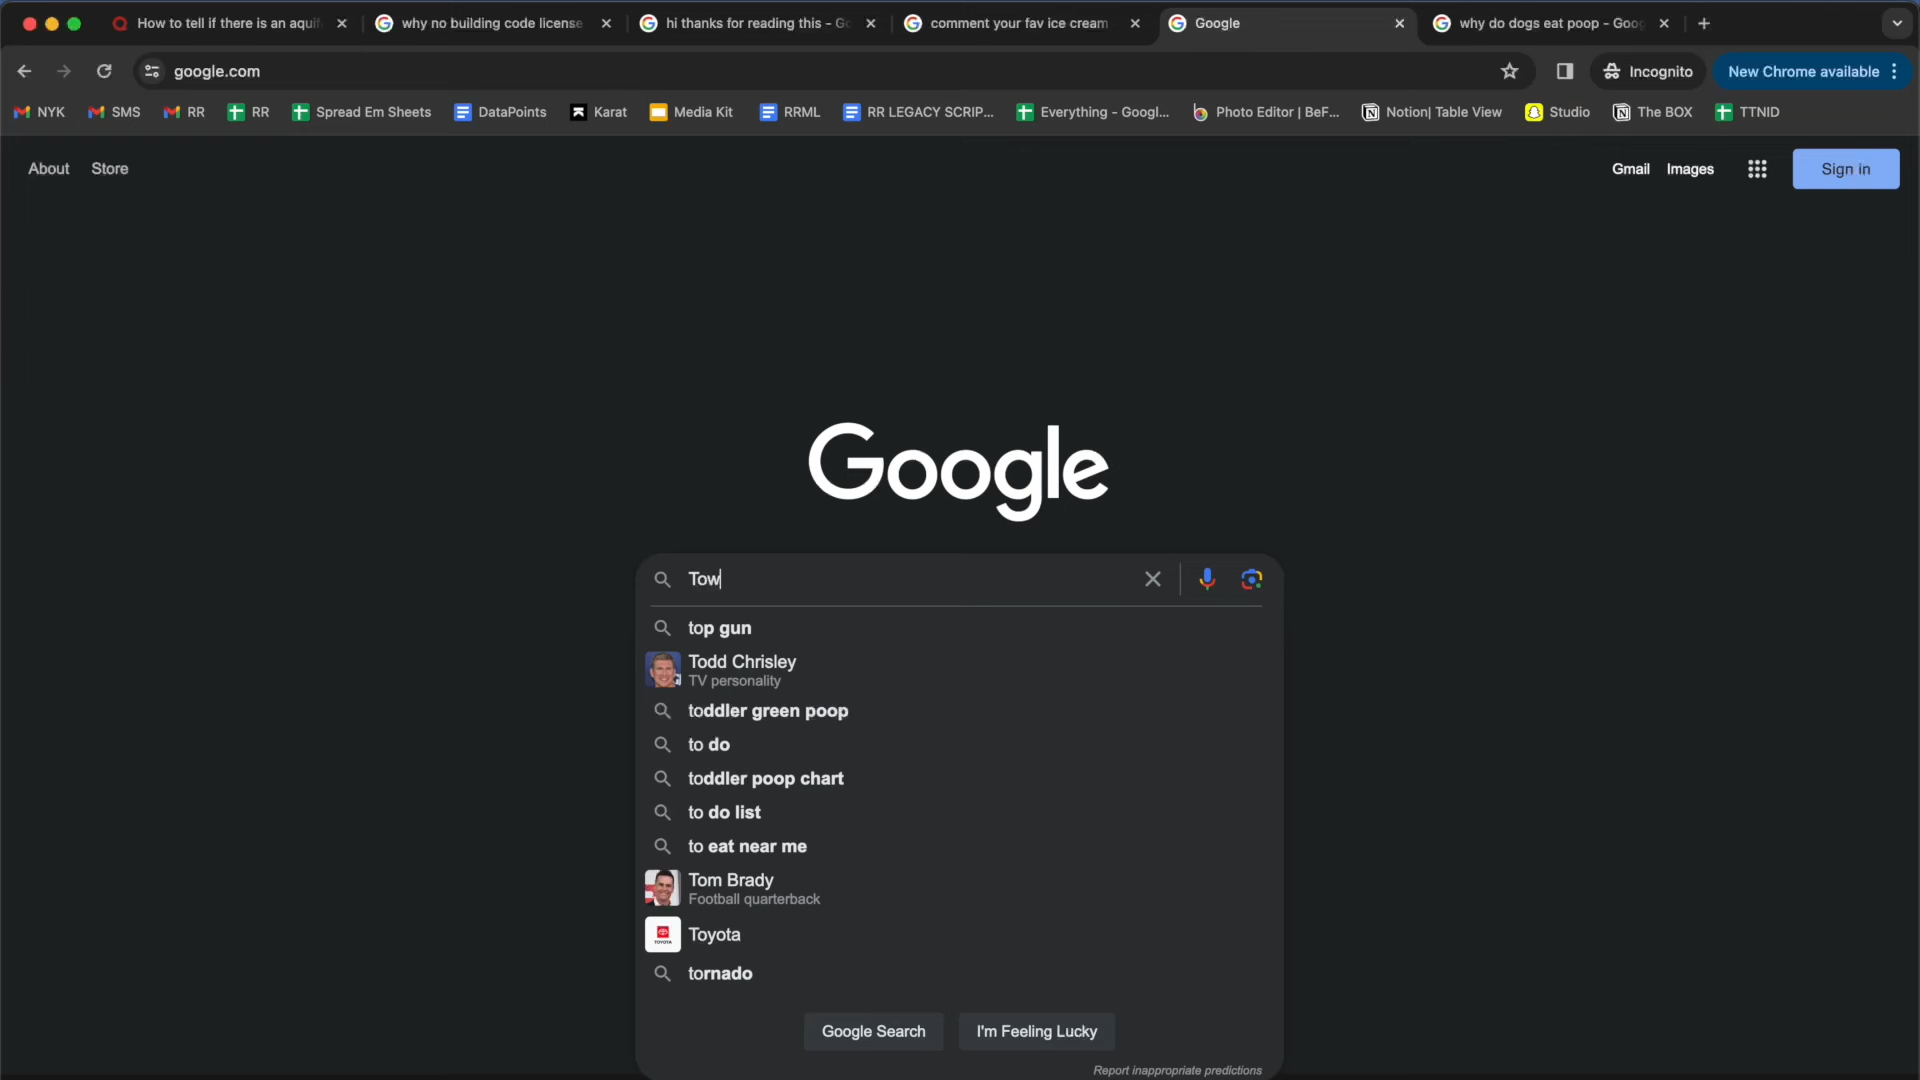 How to tell if there is an aquif
why no building code license
hi thanks for reading this - Go
comment your fav ice cream
Google
why do dogs eat poop - Goog
google.com
Incognito
New Chrome available
NYK
SMS
RR
RR
Spread Em Sheets
DataPoints
Karat
Media Kit
RRML
RR LEGACY SCRIP...
Everything - Googl...
Photo Editor | BeF...
Notion| Table View
Studio
The BOX
TTNID
About
Store
Gmail
Images
Sign in
Google
Tow
top gun
Todd Chrisley
TV personality
toddler green poop
to do
toddler poop chart
to do list
to eat near me
Tom Brady
Football quarterback
TOYOTA
Toyota
tornado
Google Search
I'm Feeling Lucky
Report inappropriate predictions